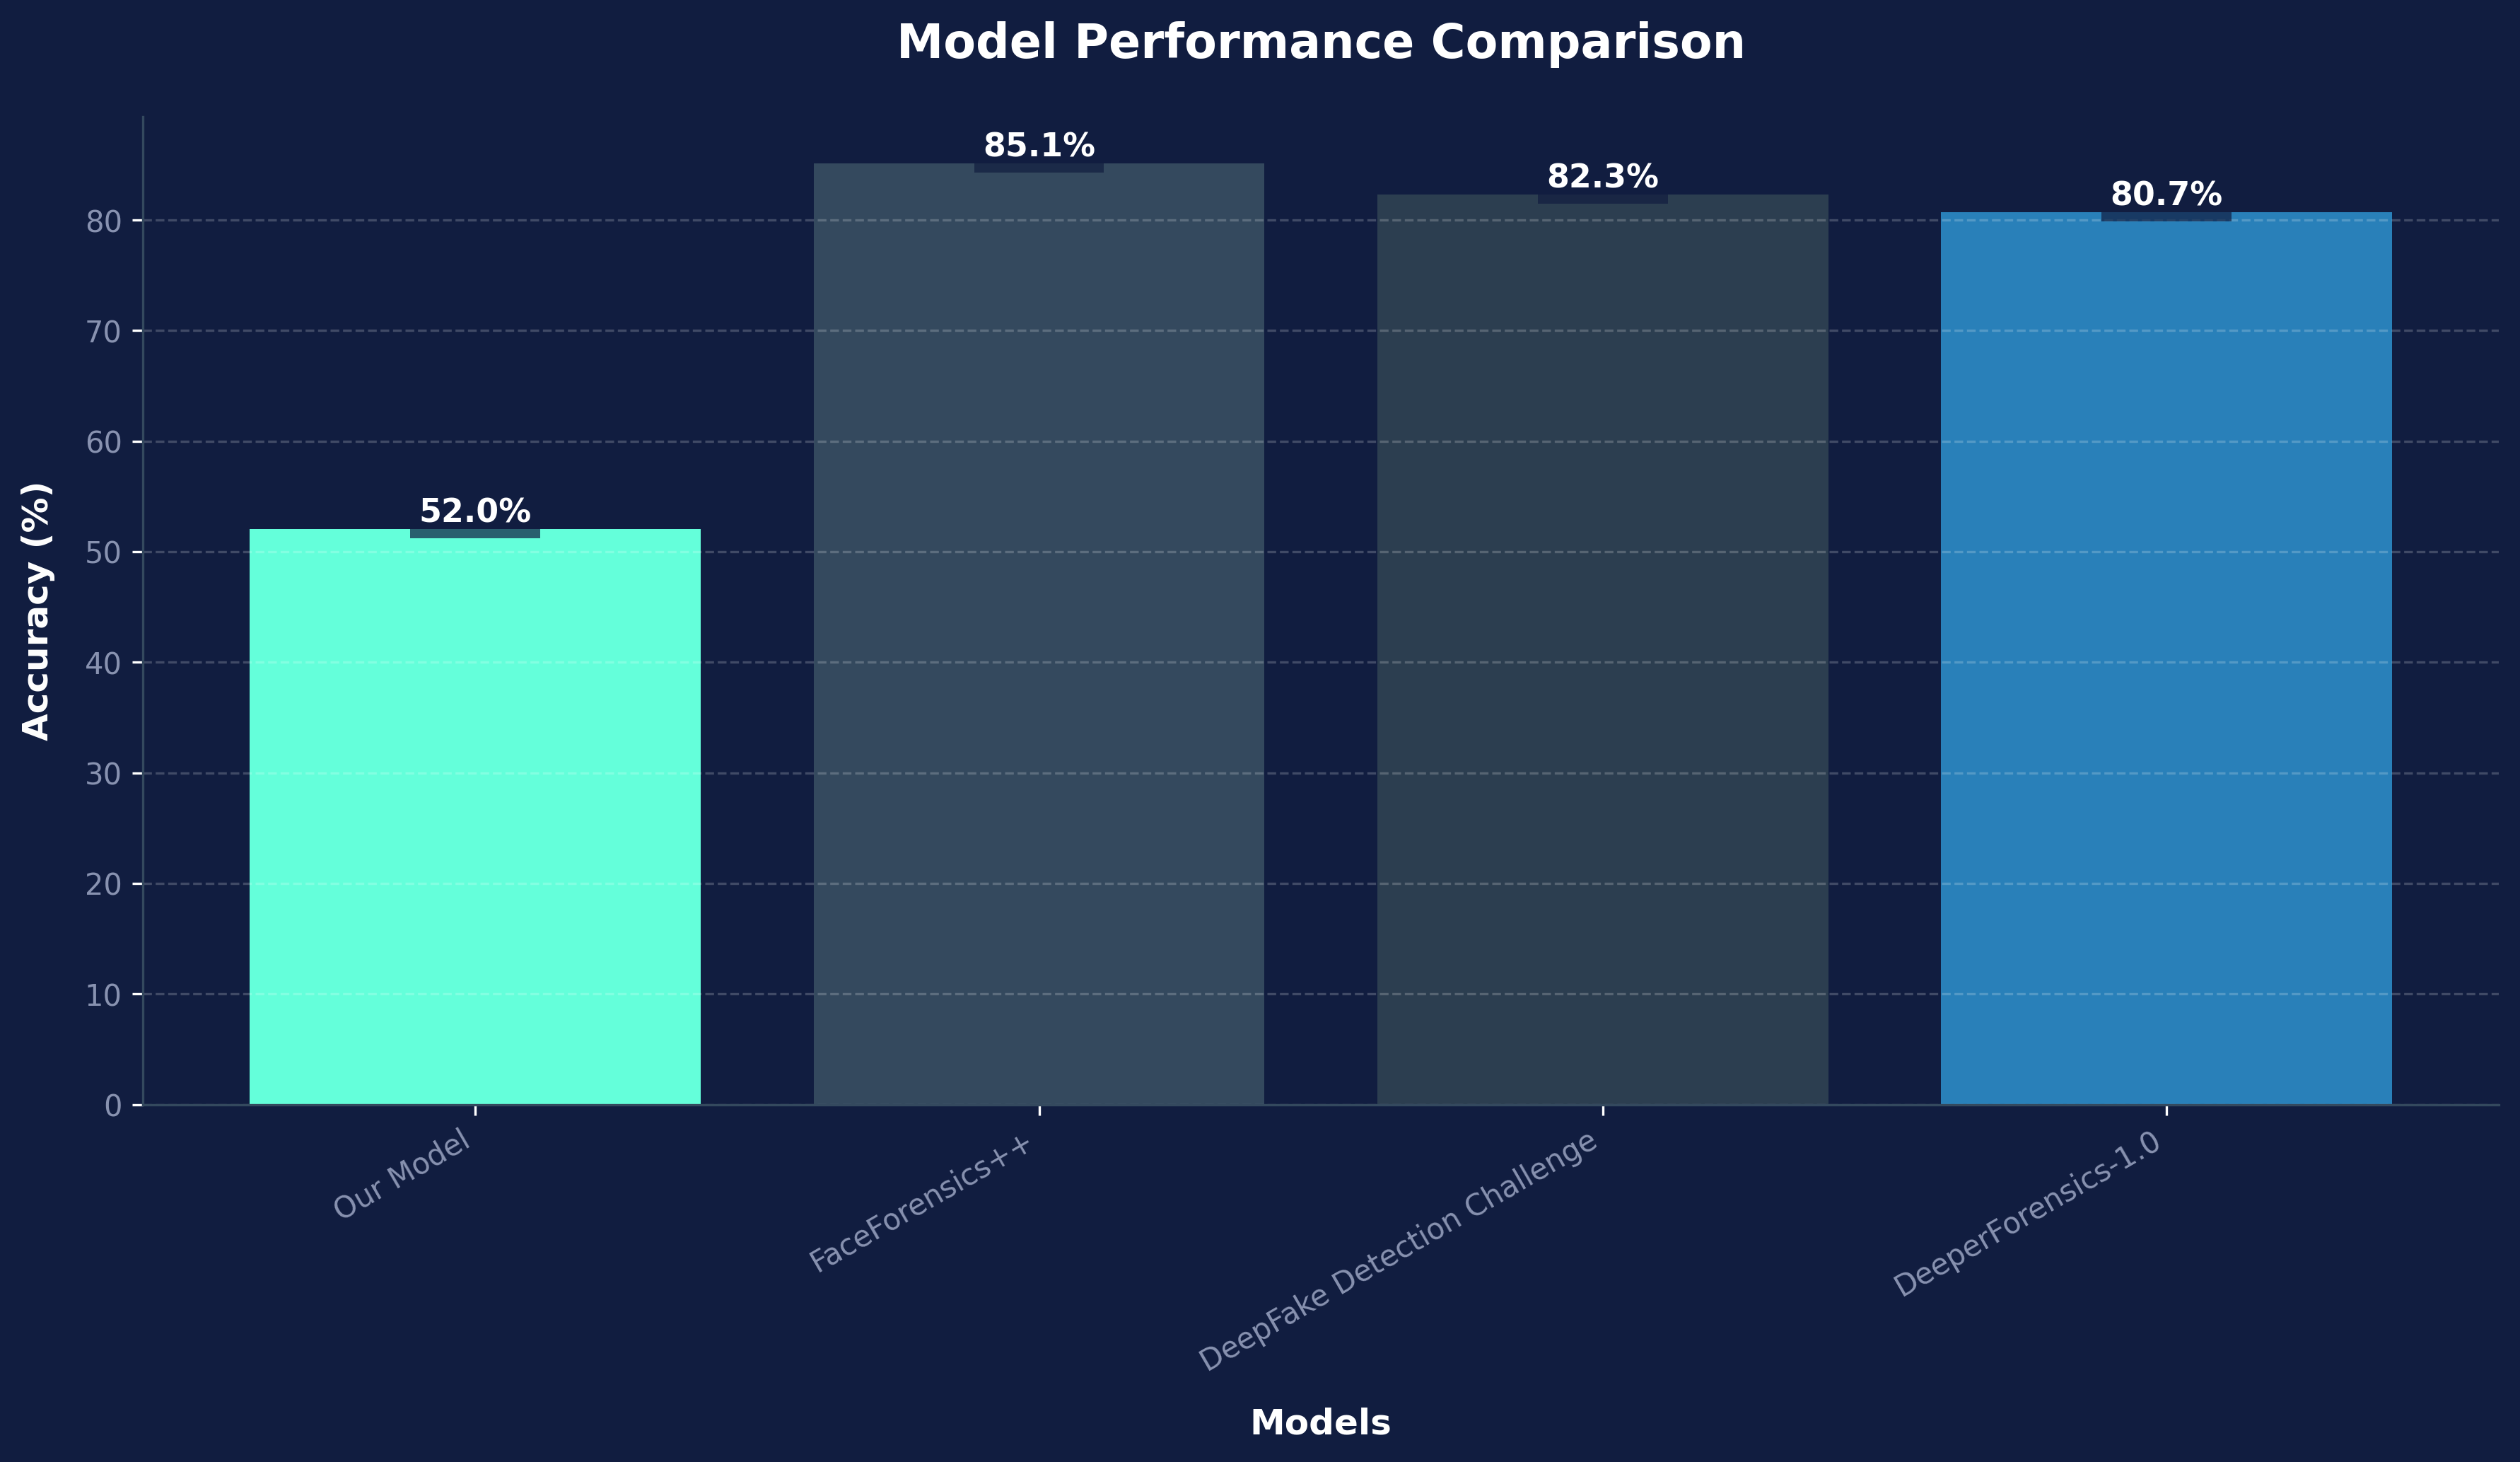 Model Performance Comparison
85.1%
82.3%
80.7%
52.0%
Accuracy (%)
80
70
60
50
40
30
20
10
0
Our Model
FaceForensics++
DeepFake Detection Challenge
DeeperForensics-1.0
Models